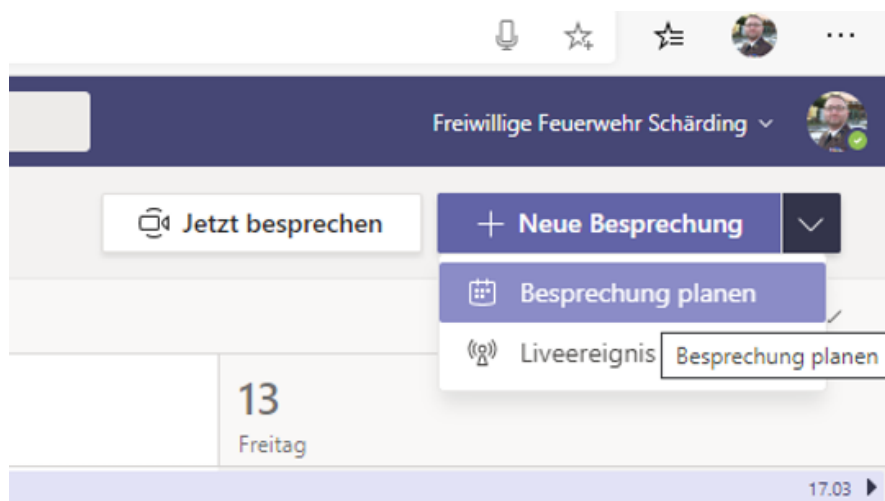 Freiwillige Feuerwehr Schärding
Jetzt besprechen
+ Neue Besprechung
Besprechung planen
Liveereignis
Besprechung planen
13
Freitag
17.03